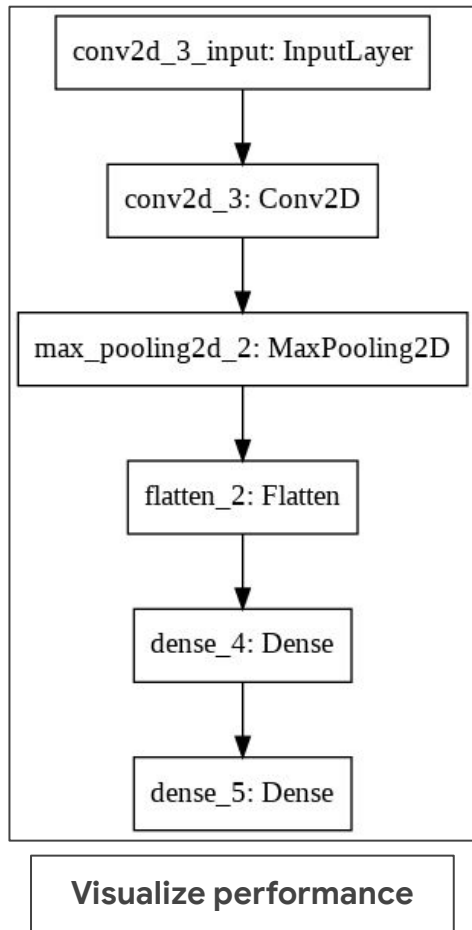 conv2d_3_input: InputLayer
conv2d_3: Conv2D
max_pooling2d_2: MaxPooling2D
flatten_2: Flatten
dense_4: Dense
dense_5: Dense
Visualize performance